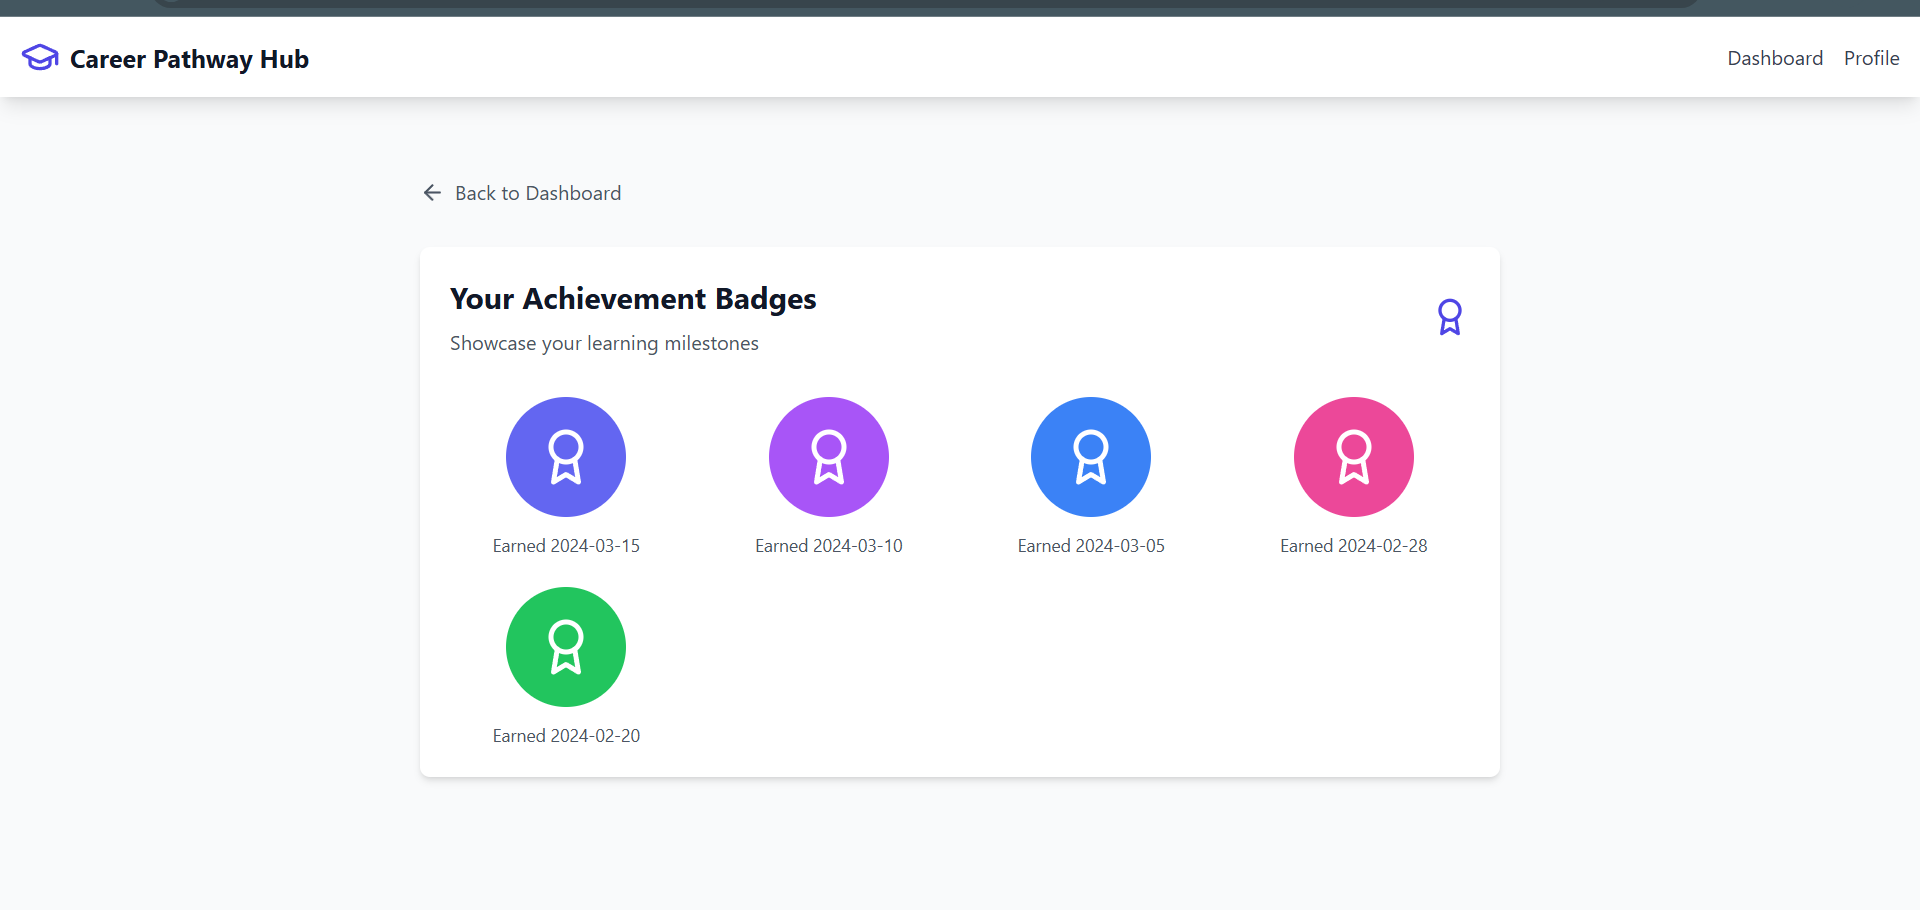 Career Pathway Hub
Dashboard Profile
Back to Dashboard
Your Achievement Badges
Showcase your learning milestones
Earned 2024-03-15
Earned 2024-03-10
Earned 2024-03-05
Earned 2024-02-28
Earned 2024-02-20